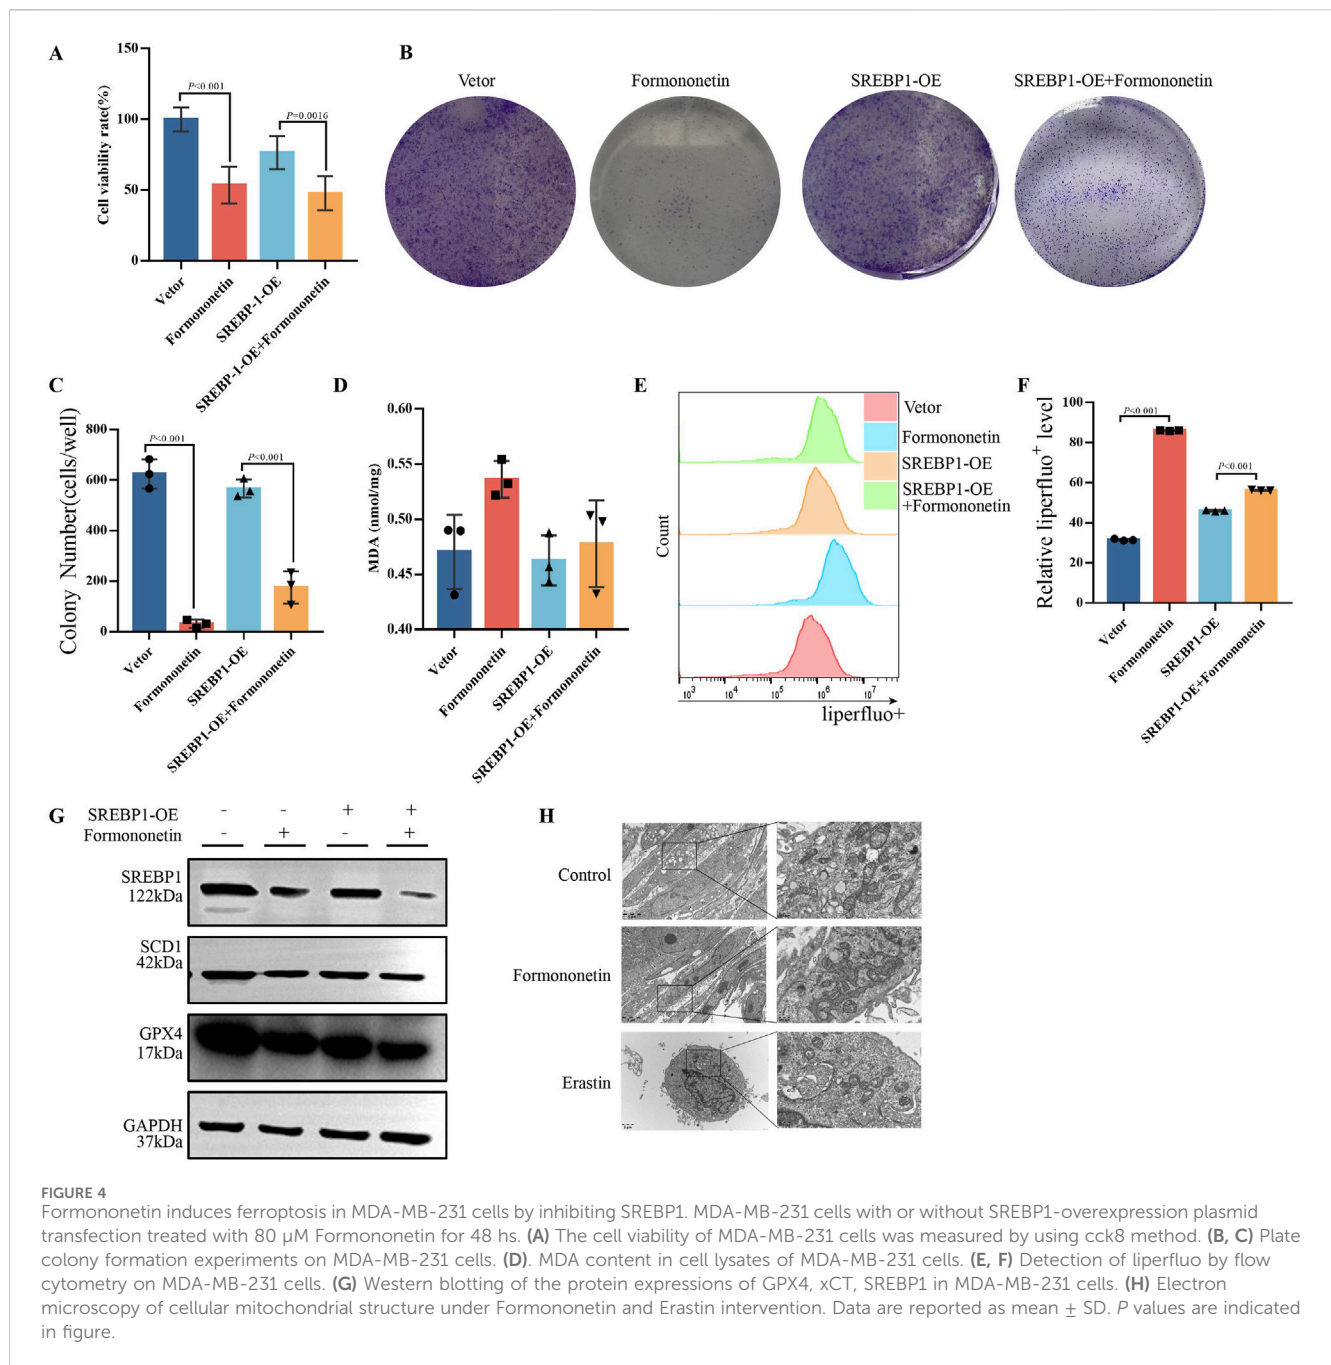 A
150
100
50
0
Cell viability rate(%)
P<0.001
P=0.0016
Vetor
Formononetin
SREBP-1-OE
SREBP-1-OE+Formononetin
B
Vetor
Formononetin
SREBP1-OE
SREBP1-OE+Formononetin
C
800
600
400
200
0
Colony Number(cells/well)
P<0.001
P<0.001
Vetor
Formononetin
SREBP1-OE
SREBP1-OE+Formononetin
D
0.60
0.55
0.50
0.45
0.40
MDA (nmol/mg)
Vetor
Formononetin
SREBP1-OE
SREBP1-OE+Formononetin
E
Vetor
Formononetin
SREBP1-OE
SREBP1-OE
+Formononetin
Count
10³ 10⁴ 10⁵ 10⁶ 10⁷
liperfluo+
F
100
80
60
40
20
0
Relative liperfluo⁺ level
P<0.001
P<0.001
Vetor
Formononetin
SREBP1-OE
SREBP1-OE+Formononetin
G
SREBP1-OE - - + +
Formononetin - + - +
SREBP1
122kDa
SCD1
42kDa
GPX4
17kDa
GAPDH
37kDa
H
Control
Formononetin
Erastin
FIGURE 4
Formononetin induces ferroptosis in MDA-MB-231 cells by inhibiting SREBP1. MDA-MB-231 cells with or without SREBP1-overexpression plasmid
transfection treated with 80 µM Formononetin for 48 hs. (A) The cell viability of MDA-MB-231 cells was measured by using cck8 method. (B, C) Plate
colony formation experiments on MDA-MB-231 cells. (D). MDA content in cell lysates of MDA-MB-231 cells. (E, F) Detection of liperfluo by flow
cytometry on MDA-MB-231 cells. (G) Western blotting of the protein expressions of GPX4, xCT, SREBP1 in MDA-MB-231 cells. (H) Electron
microscopy of cellular mitochondrial structure under Formononetin and Erastin intervention. Data are reported as mean ± SD. P values are indicated
in figure.